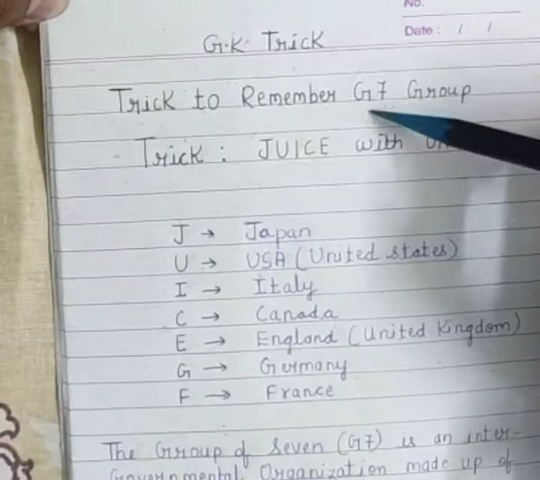 No.
Date: / /
G.K. Trick
Trick to Remember G7 Group
Trick : JUICE with
J → Japan
U → USA (United states)
I → Italy
C → Canada
E → England (United Kingdom)
G → Germany
F → France
The Group of Seven (G7) is an inter-
Governmental Organization made up of